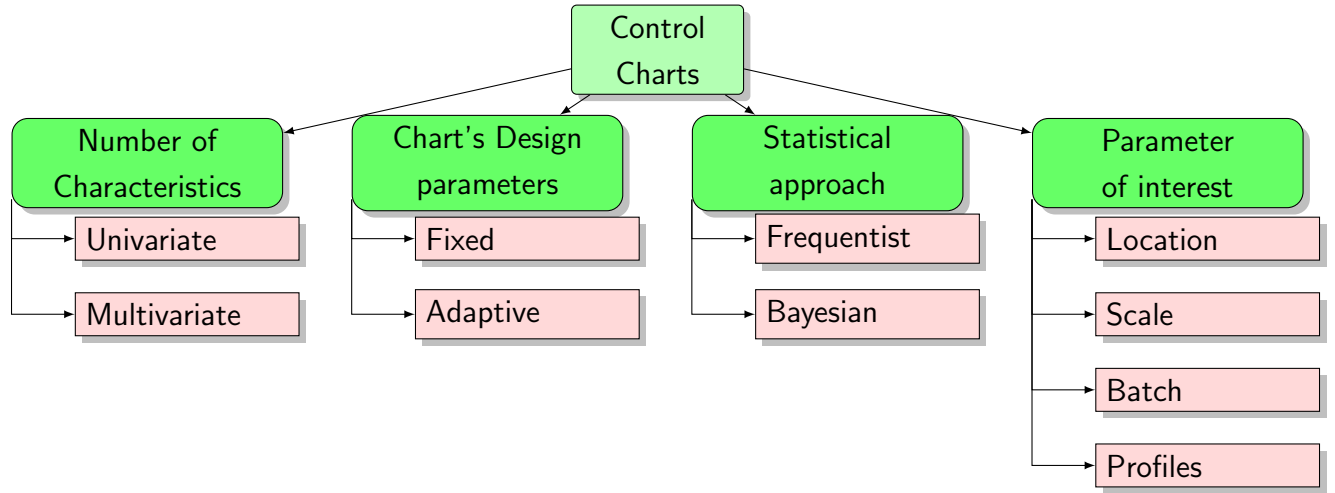 Control
Charts
Number of
Characteristics
Univariate
Multivariate
Chart's Design
parameters
Fixed
Adaptive
Statistical
approach
Frequentist
Bayesian
Parameter
of interest
Location
Scale
Batch
Profiles